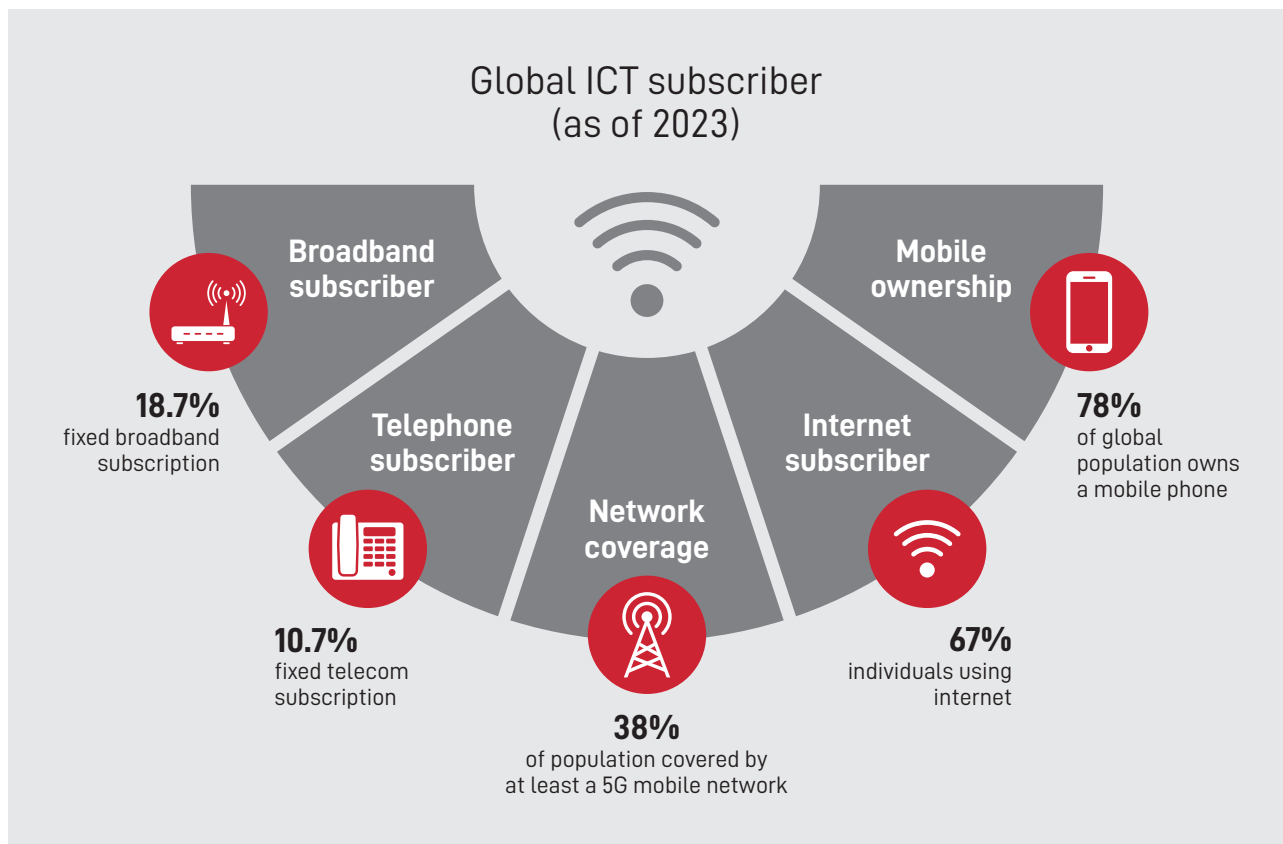 Global ICT subscriber
(as of 2023)
Broadband
subscriber
18.7%
fixed broadband
subscription
Telephone
subscriber
10.7%
fixed telecom
subscription
Network
coverage
38%
of population covered by
at least a 5G mobile network
Internet
subscriber
67%
individuals using
internet
Mobile
ownership
78%
of global
population owns
a mobile phone